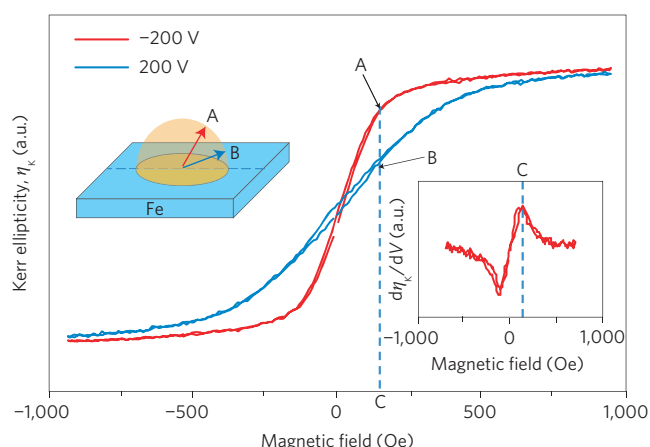 −200 V
200 V
A
B
Fe
A
B
C
Kerr ellipticity, ηK (a.u.)
dηK/dV (a.u.)
−1,000
0
1,000
Magnetic field (Oe)
−1,000
−500
0
C
500
1,000
Magnetic field (Oe)